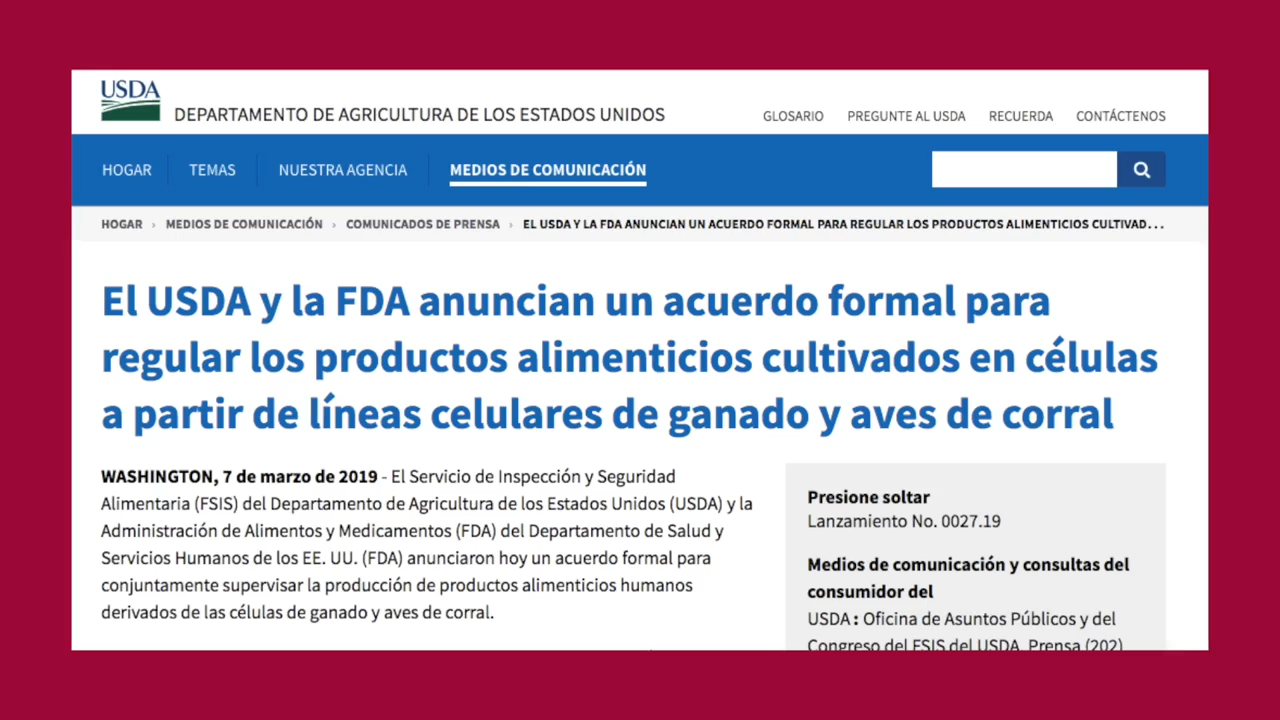 USDA
DEPARTAMENTO DE AGRICULTURA DE LOS ESTADOS UNIDOS
GLOSARIO PREGUNTE AL USDA RECUERDA CONTÁCTENOS
HOGAR TEMAS NUESTRA AGENCIA MEDIOS DE COMUNICACIÓN
HOGAR › MEDIOS DE COMUNICACIÓN › COMUNICADOS DE PRENSA › EL USDA Y LA FDA ANUNCIAN UN ACUERDO FORMAL PARA REGULAR LOS PRODUCTOS ALIMENTICIOS CULTIVAD...
El USDA y la FDA anuncian un acuerdo formal para
regular los productos alimenticios cultivados en células
a partir de líneas celulares de ganado y aves de corral
WASHINGTON, 7 de marzo de 2019 - El Servicio de Inspección y Seguridad
Alimentaria (FSIS) del Departamento de Agricultura de los Estados Unidos (USDA) y la
Administración de Alimentos y Medicamentos (FDA) del Departamento de Salud y
Servicios Humanos de los EE. UU. (FDA) anunciaron hoy un acuerdo formal para
conjuntamente supervisar la producción de productos alimenticios humanos
derivados de las células de ganado y aves de corral.
Presione soltar
Lanzamiento No. 0027.19
Medios de comunicación y consultas del
consumidor del
USDA : Oficina de Asuntos Públicos y del
Congreso del FSIS del USDA, Prensa (202)